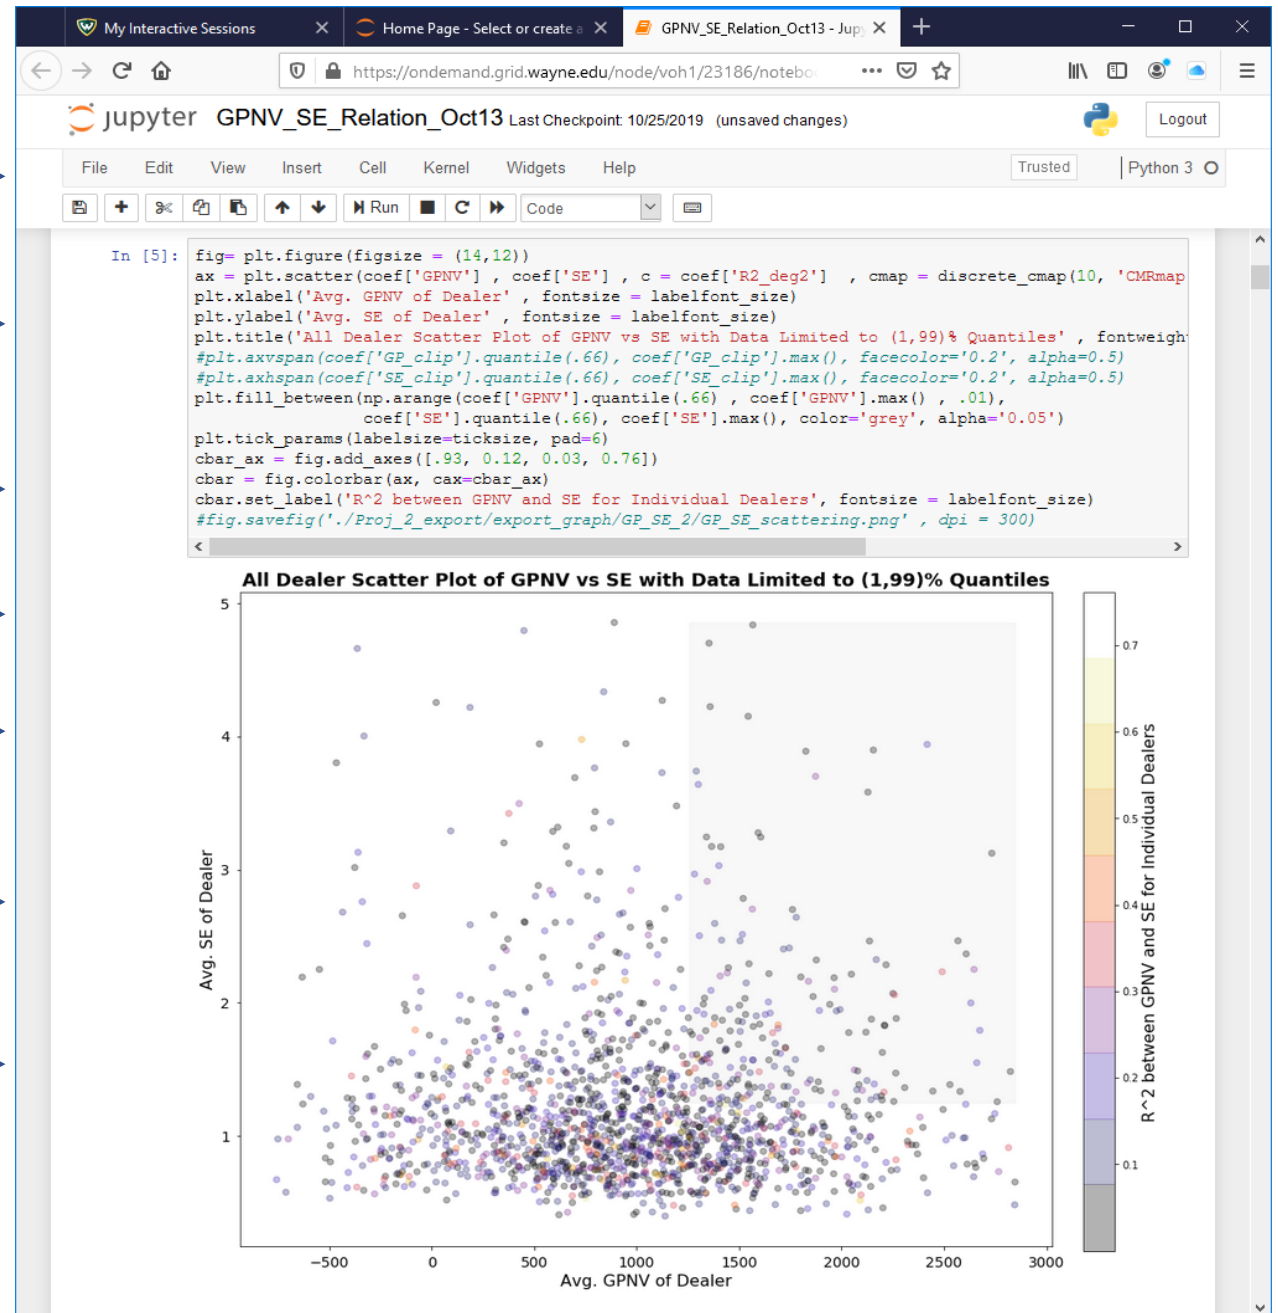 My Interactive Sessions
Home Page - Select or create a
GPNV_SE_Relation_Oct13 - Jup
https://ondemand.grid.wayne.edu/node/voh1/23186/notebo
jupyter GPNV_SE_Relation_Oct13 Last Checkpoint: 10/25/2019 (unsaved changes)
Logout
File Edit View Insert Cell Kernel Widgets Help
Trusted
Python 3
Run
Code
In [5]:
fig= plt.figure(figsize = (14,12))
ax = plt.scatter(coef['GPNV'] , coef['SE'] , c = coef['R2_deg2']  , cmap = discrete_cmap(10, 'CMRmap
plt.xlabel('Avg. GPNV of Dealer' , fontsize = labelfont_size)
plt.ylabel('Avg. SE of Dealer' , fontsize = labelfont_size)
plt.title('All Dealer Scatter Plot of GPNV vs SE with Data Limited to (1,99)% Quantiles' , fontweigh
#plt.axvspan(coef['GP_clip'].quantile(.66), coef['GP_clip'].max(), facecolor='0.2', alpha=0.5)
#plt.axhspan(coef['SE_clip'].quantile(.66), coef['SE_clip'].max(), facecolor='0.2', alpha=0.5)
plt.fill_between(np.arange(coef['GPNV'].quantile(.66) , coef['GPNV'].max() , .01),
coef['SE'].quantile(.66), coef['SE'].max(), color='grey', alpha='0.05')
plt.tick_params(labelsize=ticksize, pad=6)
cbar_ax = fig.add_axes([.93, 0.12, 0.03, 0.76])
cbar = fig.colorbar(ax, cax=cbar_ax)
cbar.set_label('R^2 between GPNV and SE for Individual Dealers', fontsize = labelfont_size)
#fig.savefig('./Proj_2_export/export_graph/GP_SE_2/GP_SE_scattering.png' , dpi = 300)
All Dealer Scatter Plot of GPNV vs SE with Data Limited to (1,99)% Quantiles
5
4
3
2
1
Avg. SE of Dealer
−500 0 500 1000 1500 2000 2500 3000
Avg. GPNV of Dealer
0.7
0.6
0.5
0.4
0.3
0.2
0.1
R^2 between GPNV and SE for Individual Dealers